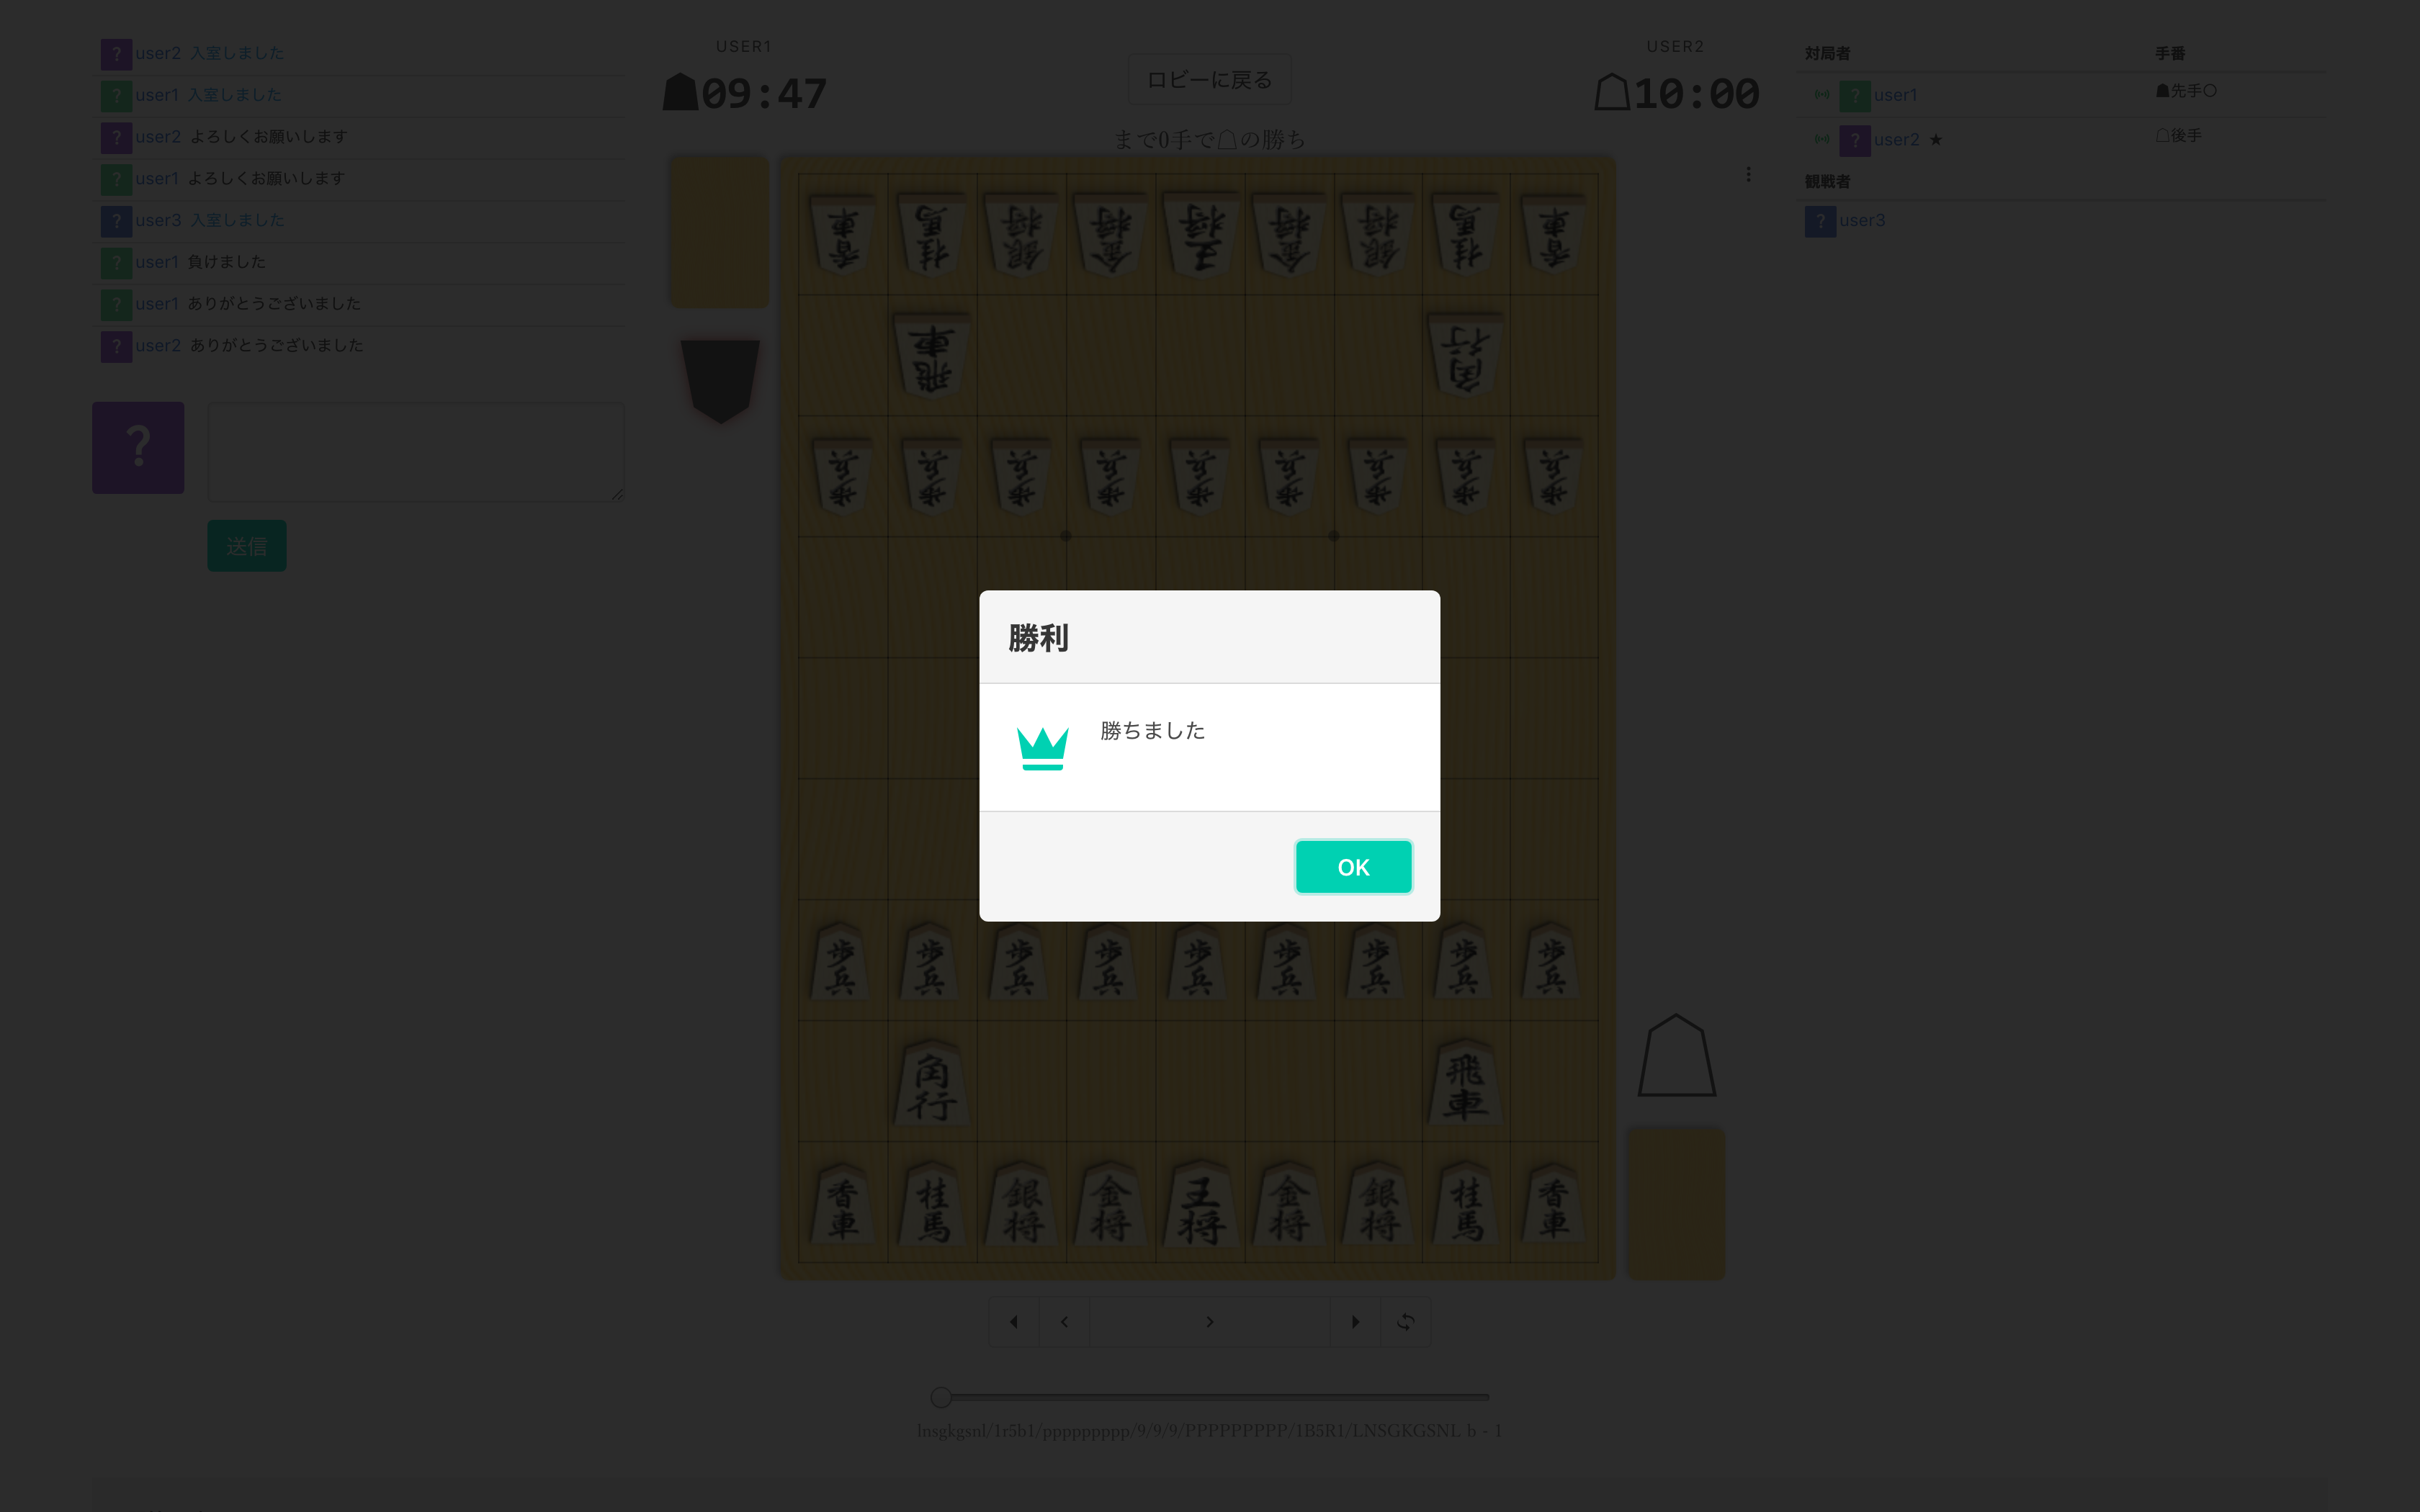 ? user2 入室しました
? user1 入室しました
? user2 よろしくお願いします
? user1 よろしくお願いします
? user3 入室しました
? user1 負けました
? user1 ありがとうございました
? user2 ありがとうございました
?
送信
USER1
☗09:47
ロビーに戻る
USER2
☖10:00
まで0手で☖の勝ち
香車 桂馬 銀将 金将 王将 金将 銀将 桂馬 香車
飛車 角行
歩兵 歩兵 歩兵 歩兵 歩兵 歩兵 歩兵 歩兵 歩兵
勝利
勝ちました
OK
歩兵 歩兵 歩兵 歩兵 歩兵 歩兵 歩兵 歩兵 歩兵
角行 飛車
香車 桂馬 銀将 金将 王将 金将 銀将 桂馬 香車
lnsgkgsnl/1r5b1/ppppppppp/9/9/9/PPPPPPPPP/1B5R1/LNSGKGSNL b - 1
対局者 手番
? user1 ☗先手○
? user2 ★ ☖後手
観戦者
? user3